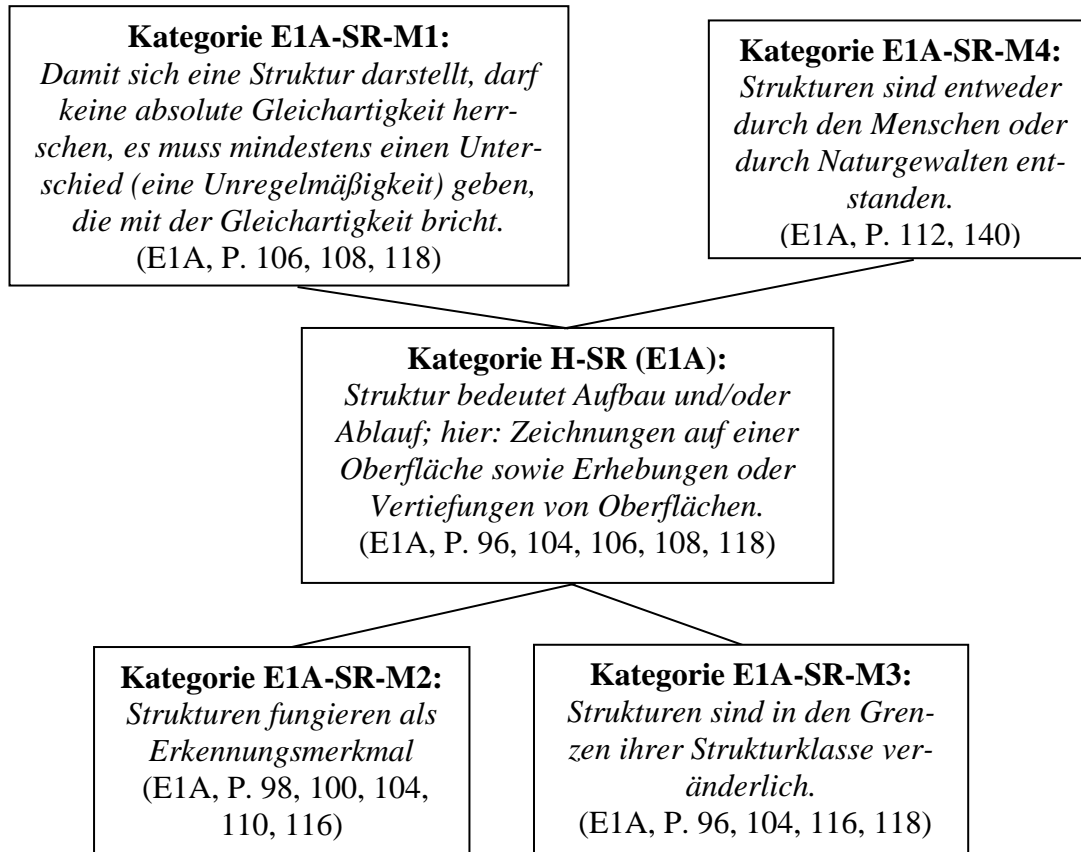 Kategorie E1A-SR-M1:
Damit sich eine Struktur darstellt, darf
keine absolute Gleichartigkeit herr-
schen, es muss mindestens einen Unter-
schied (eine Unregelmäßigkeit) geben,
die mit der Gleichartigkeit bricht.
(E1A, P. 106, 108, 118)
Kategorie E1A-SR-M4:
Strukturen sind entweder
durch den Menschen oder
durch Naturgewalten ent-
standen.
(E1A, P. 112, 140)
Kategorie H-SR (E1A):
Struktur bedeutet Aufbau und/oder
Ablauf; hier: Zeichnungen auf einer
Oberfläche sowie Erhebungen oder
Vertiefungen von Oberflächen.
(E1A, P. 96, 104, 106, 108, 118)
Kategorie E1A-SR-M2:
Strukturen fungieren als
Erkennungsmerkmal
(E1A, P. 98, 100, 104,
110, 116)
Kategorie E1A-SR-M3:
Strukturen sind in den Gren-
zen ihrer Strukturklasse ver-
änderlich.
(E1A, P. 96, 104, 116, 118)